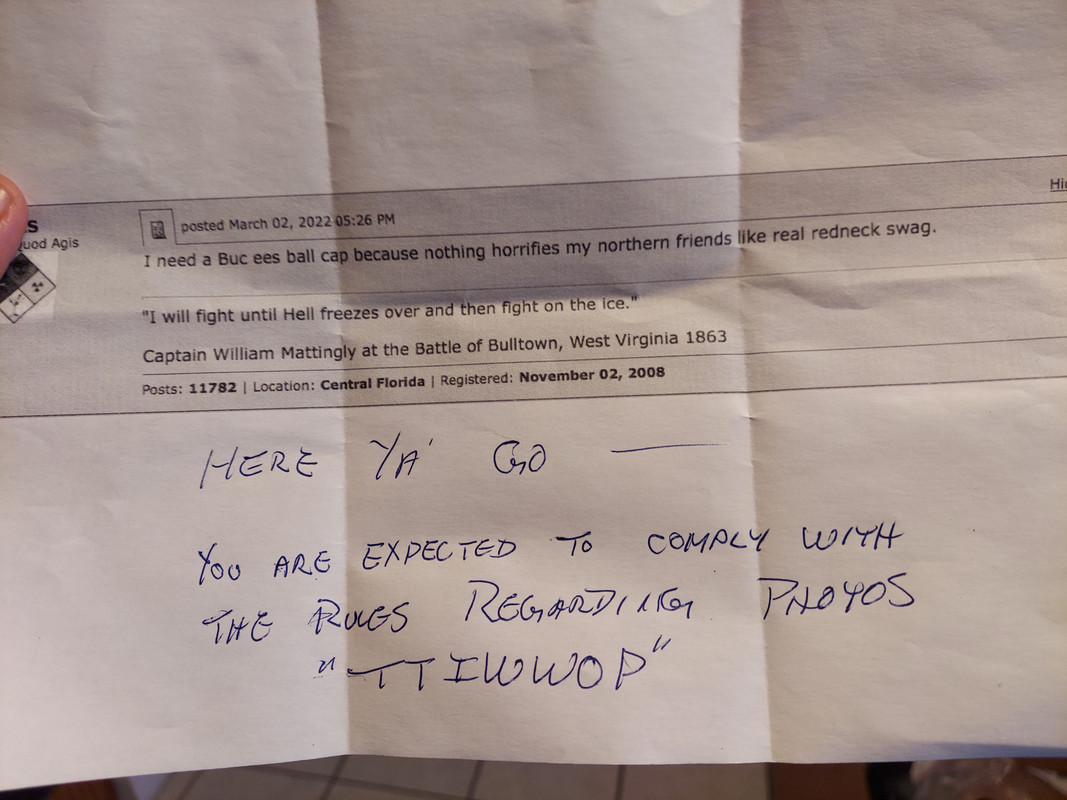 Hi
s
uod Agis
posted March 02, 2022 05:26 PM
I need a Buc ees ball cap because nothing horrifies my northern friends like real redneck swag.
"I will fight until Hell freezes over and then fight on the ice."
Captain William Mattingly at the Battle of Bulltown, West Virginia 1863
Posts: 11782 | Location: Central Florida | Registered: November 02, 2008
HERE YA' GO —
YOU ARE EXPECTED TO COMPLY WITH
THE RULES REGARDING PHOTOS
"TTIWWOP"